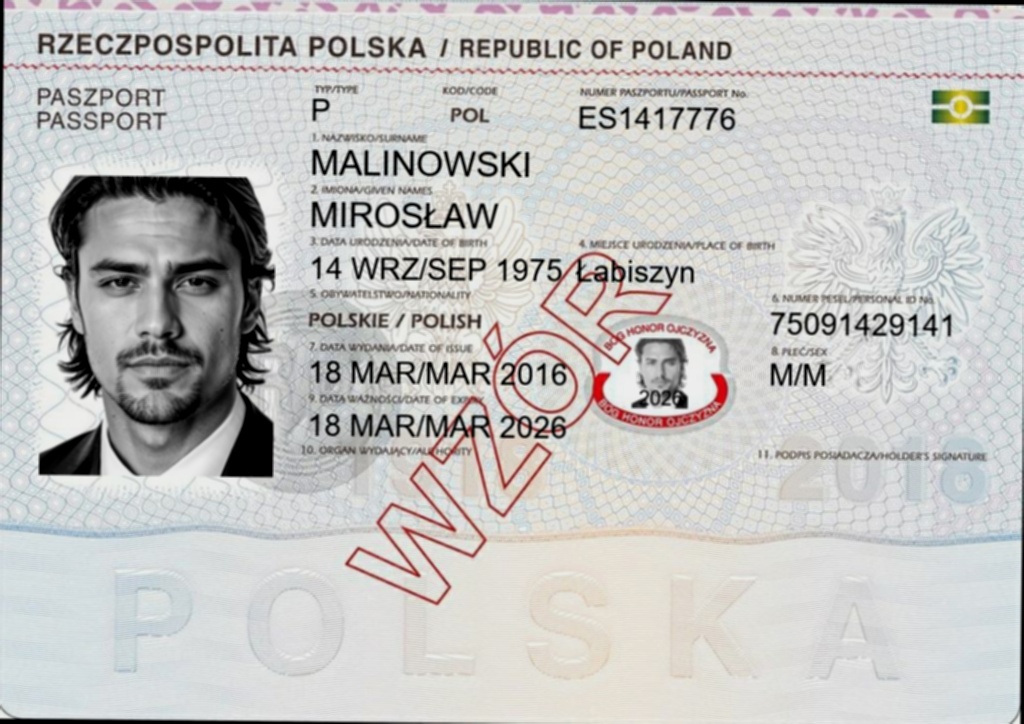 RZECZPOSPOLITA POLSKA / REPUBLIC OF POLAND
PASZPORT
PASSPORT
TYP/TYPE
P
KOD/CODE
POL
NUMER PASZPORTU/PASSPORT No.
ES1417776
1. NAZWISKO/SURNAME
MALINOWSKI
2. IMIONA/GIVEN NAMES
MIROSŁAW
3. DATA URODZENIA/DATE OF BIRTH
14 WRZ/SEP 1975
4. MIEJSCE URODZENIA/PLACE OF BIRTH
Łabiszyn
5. OBYWATELSTWO/NATIONALITY
POLSKIE / POLISH
6. NUMER PESEL/PERSONAL ID No.
75091429141
7. DATA WYDANIA/DATE OF ISSUE
18 MAR/MAR 2016
8. PŁEĆ/SEX
M/M
9. DATA WAŻNOŚCI/DATE OF EXPIRY
18 MAR/MAR 2026
10. ORGAN WYDAJĄCY/AUTHORITY
11. PODPIS POSIADACZA/HOLDER'S SIGNATURE
BÓG HONOR OJCZYZNA
2026
BÓG HONOR OJCZYZNA
WZÓR
1918
2018
POLSKA